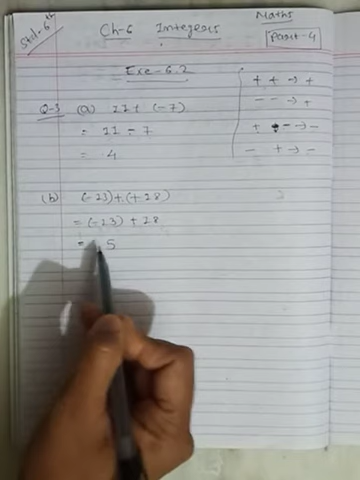 Std-6th
Maths
Ch-6 Integers
Part-4
Exe-6.2
+ + → +
- - → +
+ - → -
- + → -
Q-3 (a) 11 + (-7)
= 11 - 7
= 4
(b) (-23) + (+28)
= (-23) + 28
= 5